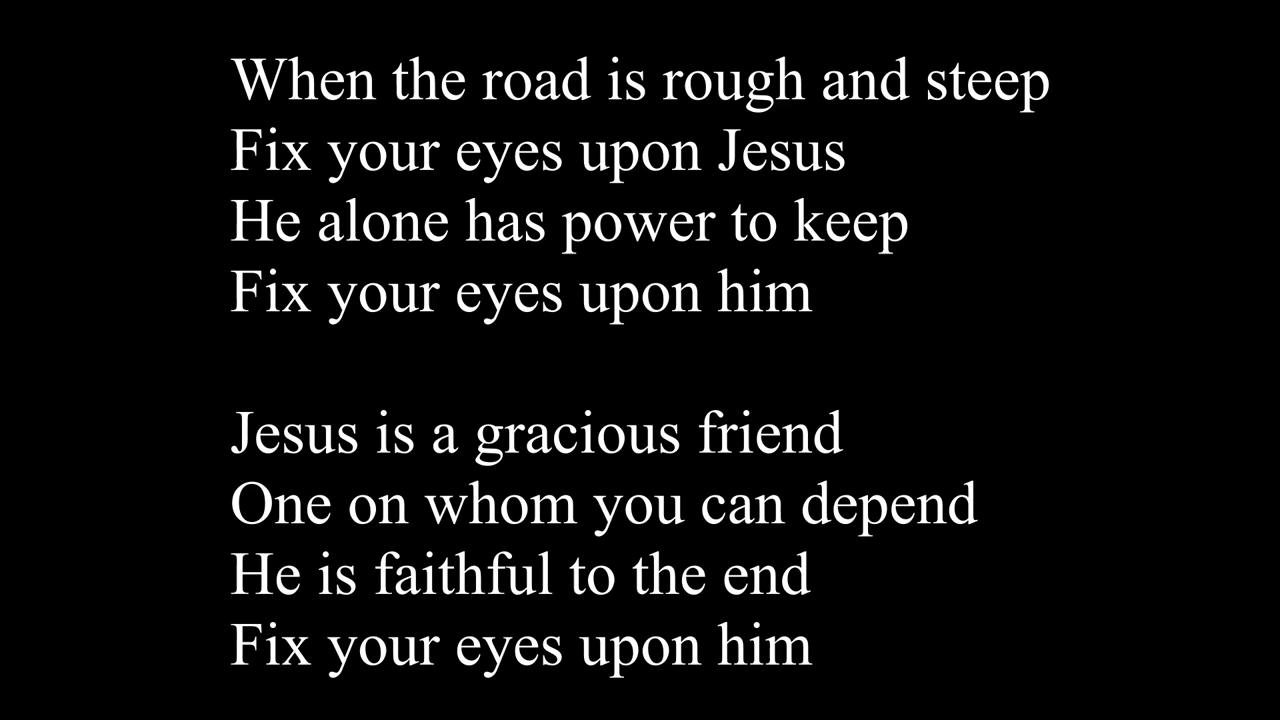 When the road is rough and steep
Fix your eyes upon Jesus
He alone has power to keep
Fix your eyes upon him
Jesus is a gracious friend
One on whom you can depend
He is faithful to the end
Fix your eyes upon him